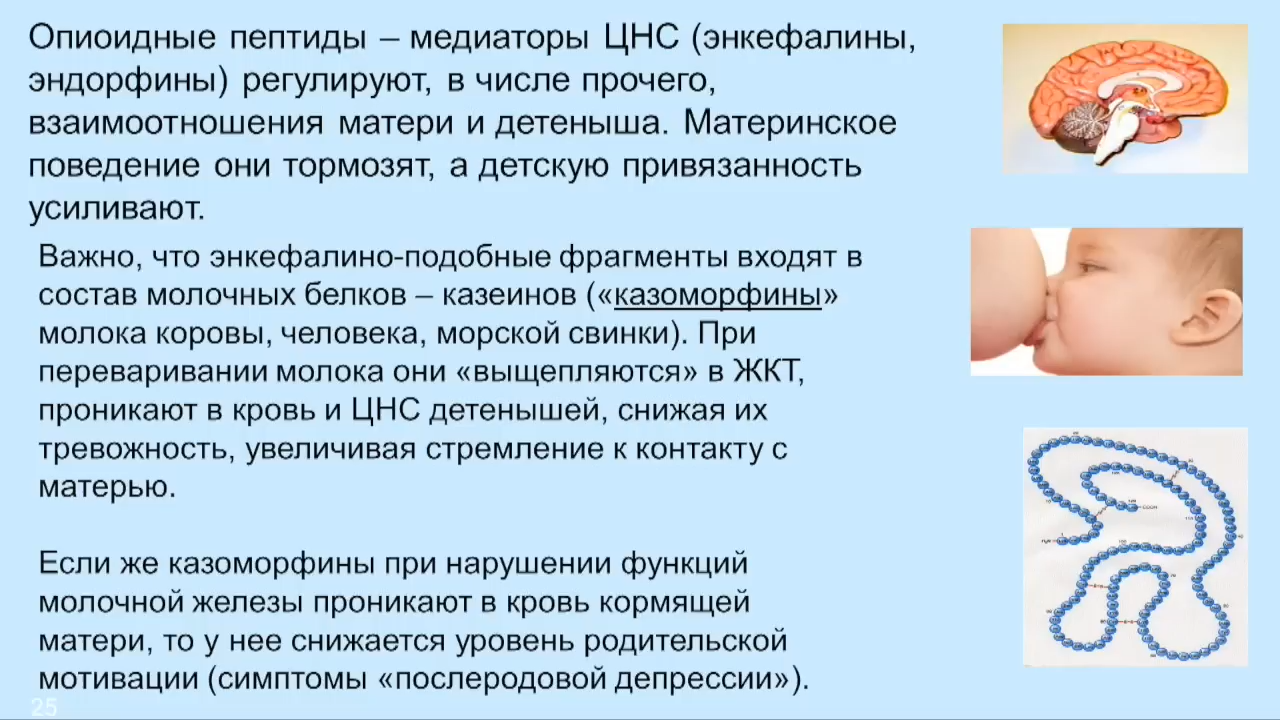 Опиоидные пептиды – медиаторы ЦНС (энкефалины,
эндорфины) регулируют, в числе прочего,
взаимоотношения матери и детеныша. Материнское
поведение они тормозят, а детскую привязанность
усиливают.
Важно, что энкефалино-подобные фрагменты входят в
состав молочных белков – казеинов («казоморфины»
молока коровы, человека, морской свинки). При
переваривании молока они «выщепляются» в ЖКТ,
проникают в кровь и ЦНС детенышей, снижая их
тревожность, увеличивая стремление к контакту с
матерью.
Если же казоморфины при нарушении функций
молочной железы проникают в кровь кормящей
матери, то у нее снижается уровень родительской
мотивации (симптомы «послеродовой депрессии»).
25